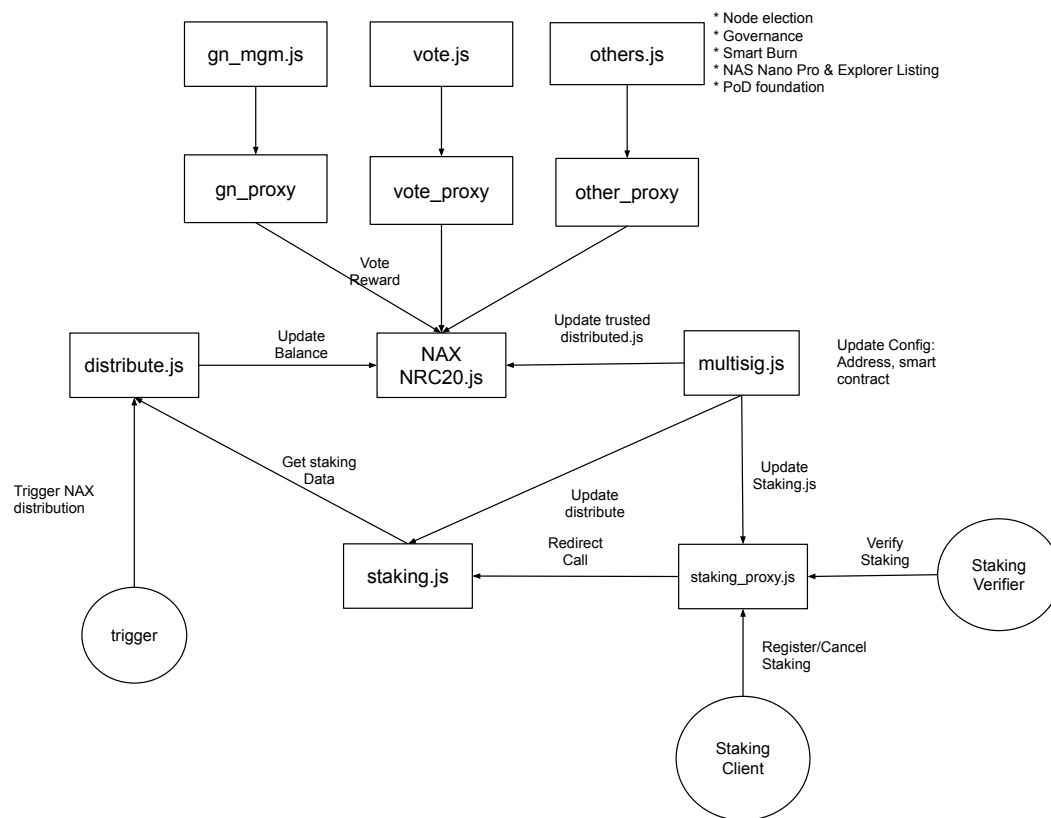 * Node election
* Governance
* Smart Burn
* NAS Nano Pro & Explorer Listing
* PoD foundation
gn_mgm.js
vote.js
others.js
gn_proxy
vote_proxy
other_proxy
Vote
Reward
Update
Balance
Update trusted
distributed.js
distribute.js
NAX
NRC20.js
multisig.js
Update Config:
Address, smart
contract
Get staking
Data
Trigger NAX
distribution
Update
distribute
Update
Staking.js
Redirect
Call
Verify
Staking
staking.js
staking_proxy.js
Staking
Verifier
trigger
Register/Cancel
Staking
Staking
Client